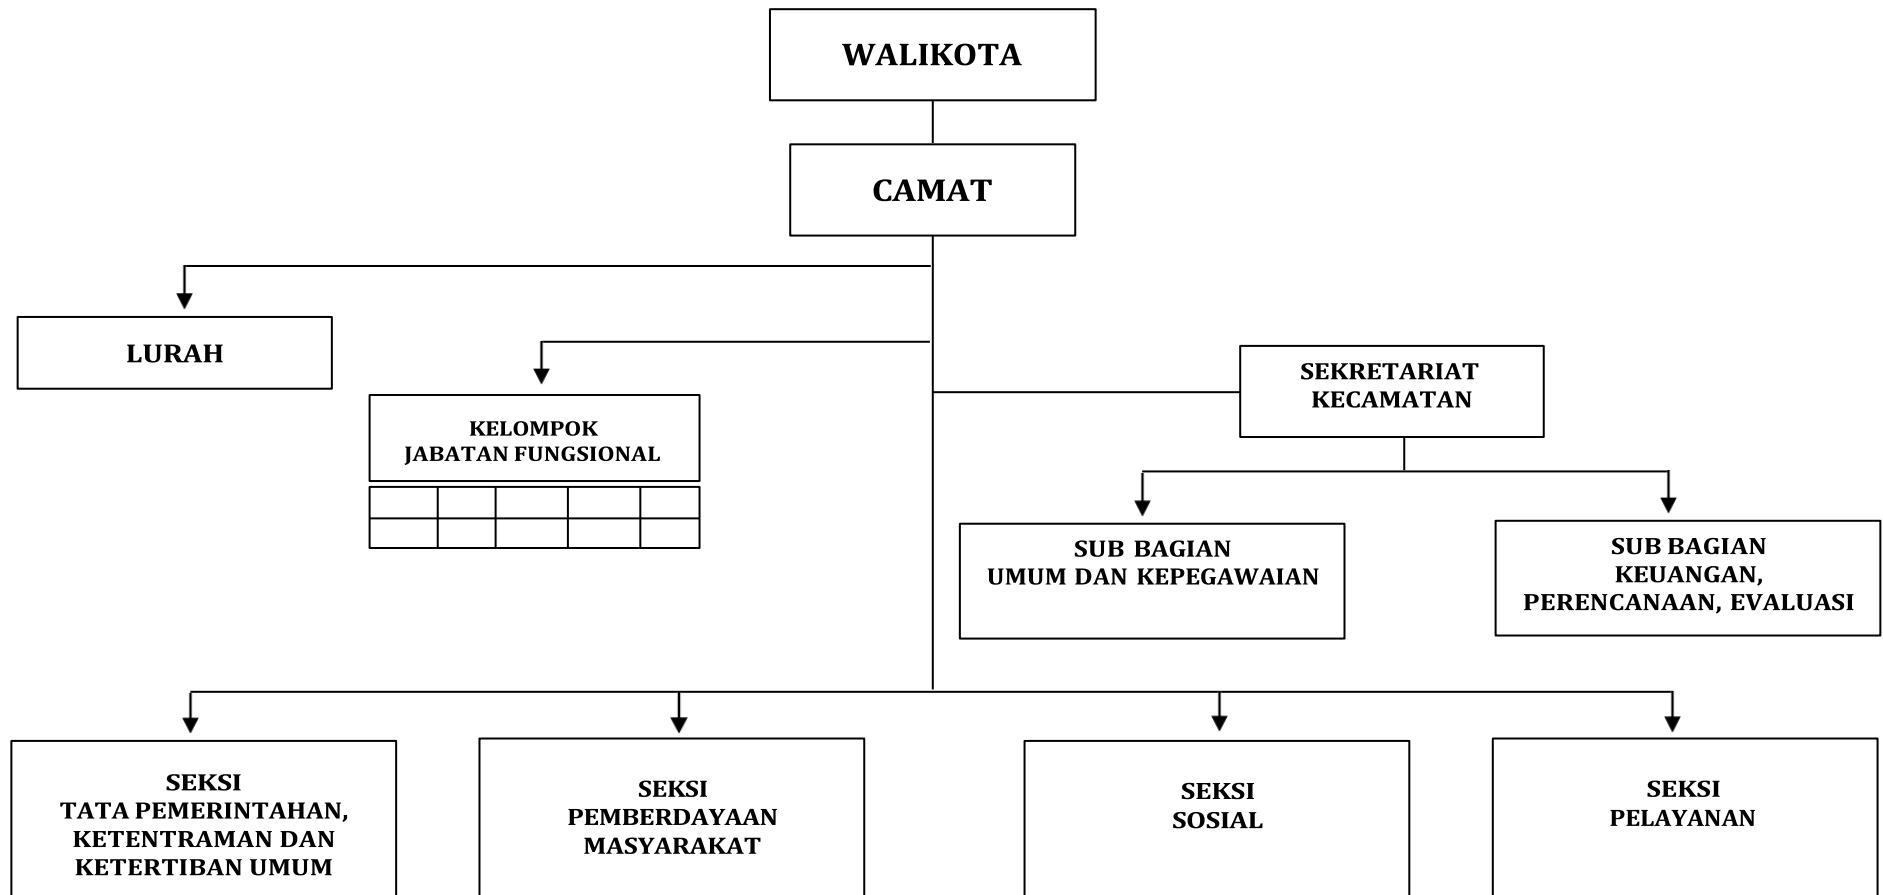 WALIKOTA
CAMAT
LURAH
KELOMPOK
JABATAN FUNGSIONAL
SEKRETARIAT
KECAMATAN
SUB BAGIAN
UMUM DAN KEPEGAWAIAN
SUB BAGIAN
KEUANGAN,
PERENCANAAN, EVALUASI
SEKSI
TATA PEMERINTAHAN,
KETENTRAMAN DAN
KETERTIBAN UMUM
SEKSI
PEMBERDAYAAN
MASYARAKAT
SEKSI
SOSIAL
SEKSI
PELAYANAN